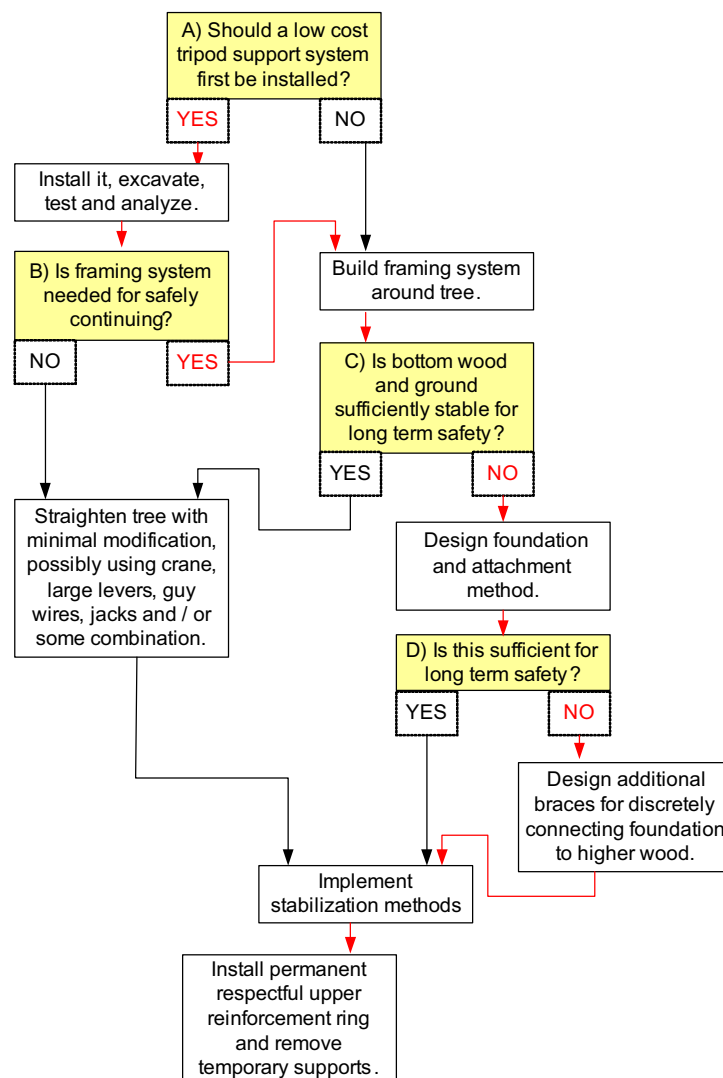 A) Should a low cost
tripod support system
first be installed?
YES
NO
Install it, excavate,
test and analyze.
B) Is framing system
needed for safely
continuing?
NO
YES
Build framing system
around tree.
C) Is bottom wood
and ground
sufficiently stable for
long term safety?
YES
NO
Straighten tree with
minimal modification,
possibly using crane,
large levers, guy
wires, jacks and / or
some combination.
Design foundation
and attachment
method.
D) Is this sufficient for
long term safety?
YES
NO
Design additional
braces for discretely
connecting foundation
to higher wood.
Implement
stabilization methods
Install permanent
respectful upper
reinforcement ring
and remove
temporary supports.